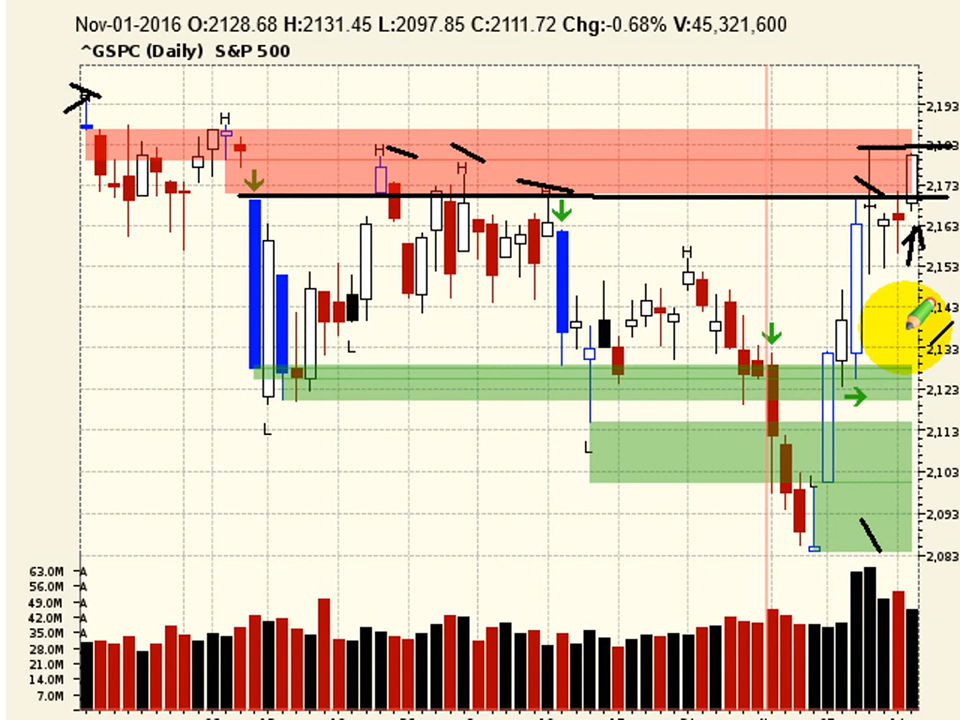 Nov-01-2016 O:2128.68 H:2131.45 L:2097.85 C:2111.72 Chg:-0.68% V:45,321,600
^GSPC (Daily) S&P 500
H
H
H
H
L
L
L
L
2,193
2,183
2,173
2,163
2,153
2,143
2,133
2,123
2,113
2,103
2,093
2,083
63.0M A
56.0M A
49.0M A
42.0M A
35.0M A
28.0M
21.0M
14.0M
7.0M